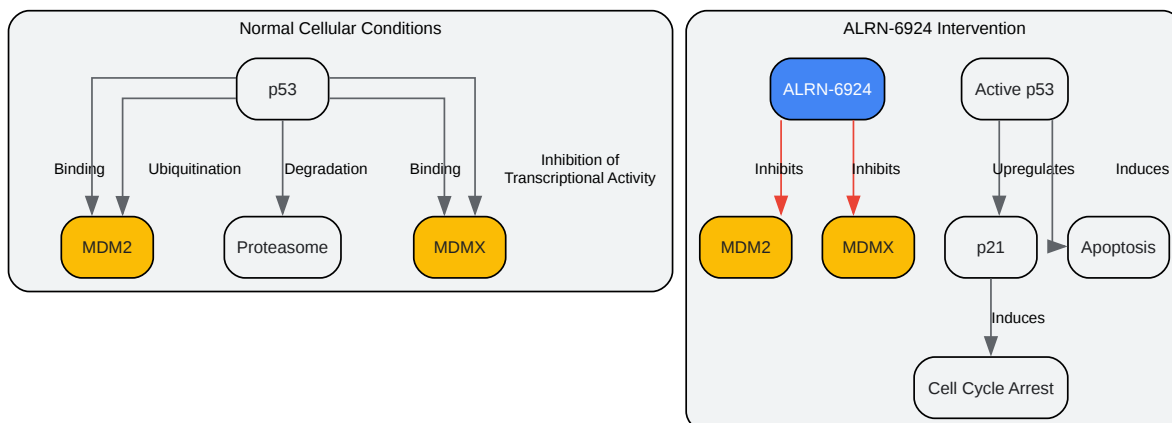 Normal Cellular Conditions
p53
Binding
Ubiquitination
Degradation
Binding
Inhibition of
Transcriptional Activity
MDM2
Proteasome
MDMX
ALRN-6924 Intervention
ALRN-6924
Active p53
Inhibits
Inhibits
Upregulates
Induces
MDM2
MDMX
p21
Apoptosis
Induces
Cell Cycle Arrest